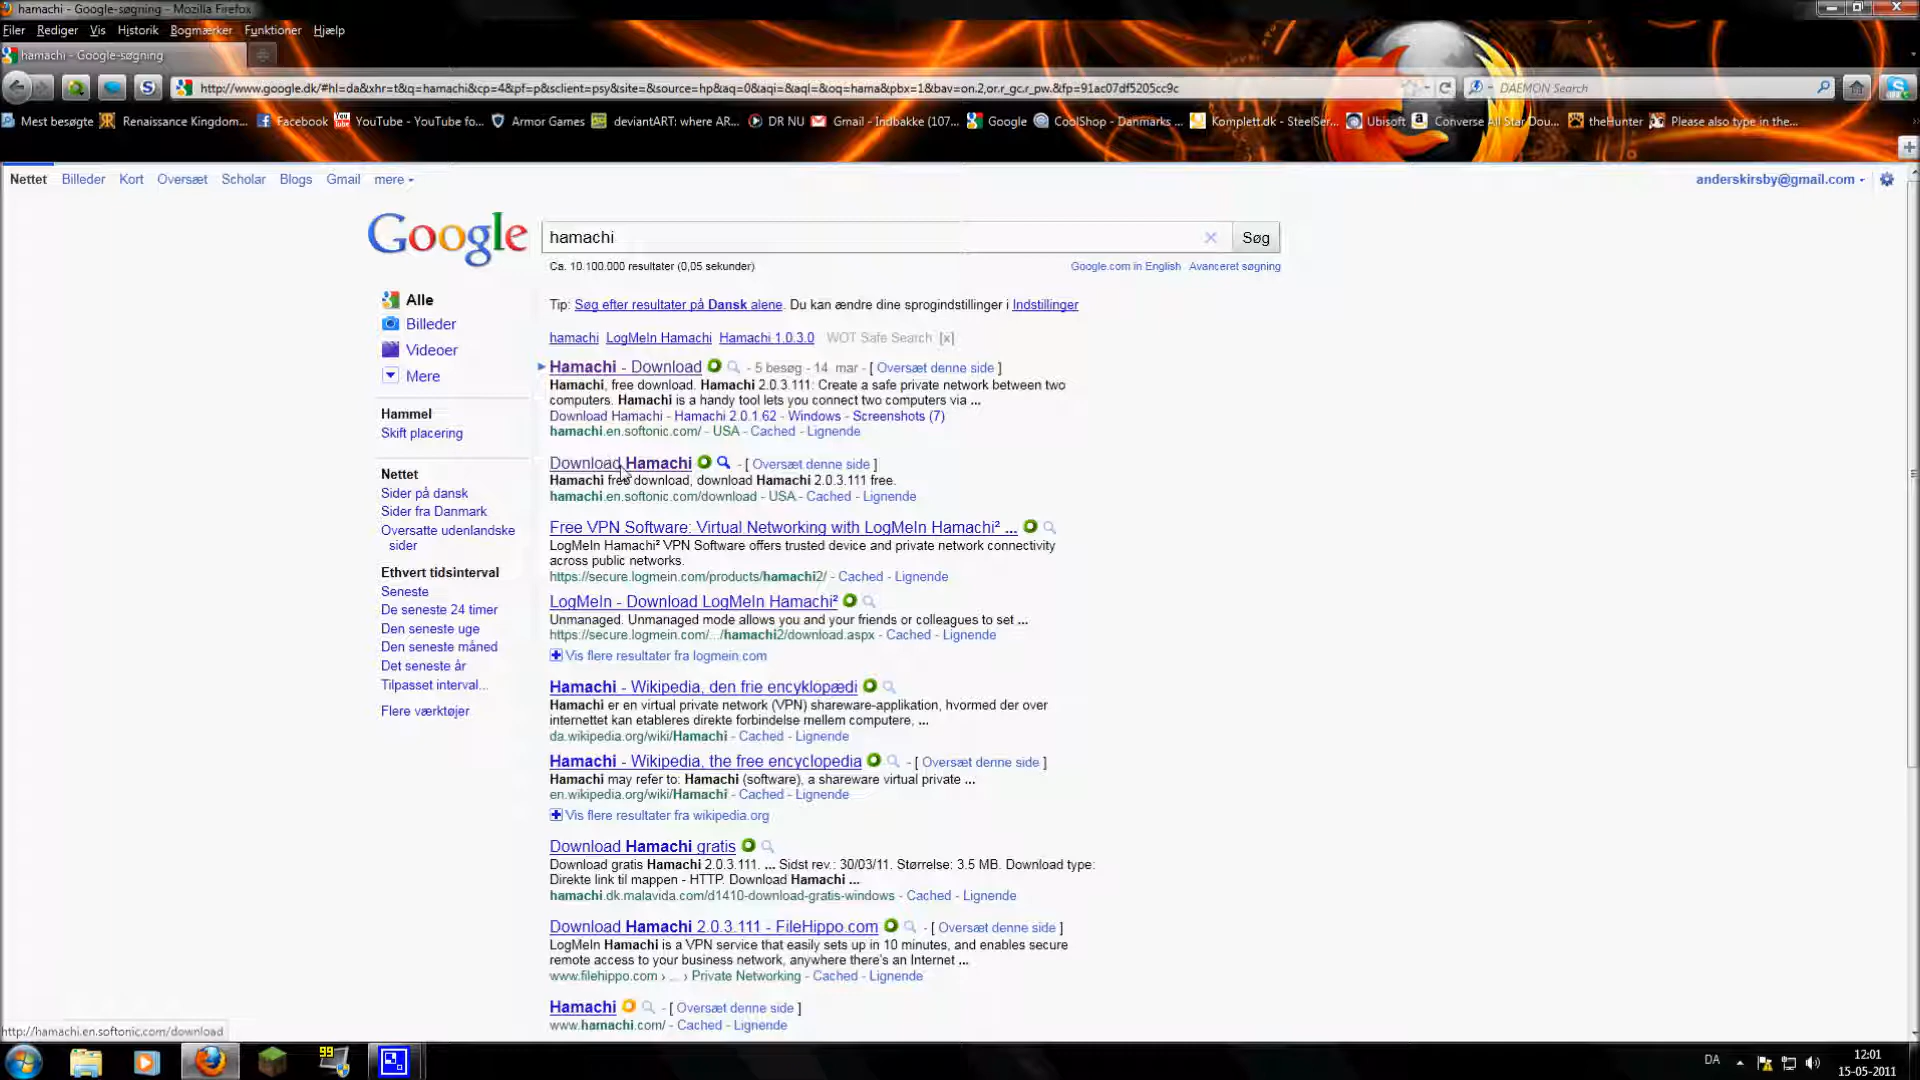 hamachi - Google-søgning - Mozilla Firefox
Filer Rediger Vis Historik Bogmærker Funktioner Hjælp
hamachi - Google-søgning
http://www.google.dk/#hl=da&xhr=t&q=hamachi&cp=4&pf=p&sclient=psy&site=&source=hp&aq=0&aqi=&aql=&oq=hama&pbx=1&bav=on.2,or.r_gc.r_pw.&fp=91ac07df5205cc9c
DAEMON Search
Mest besøgte Renaissance Kingdom... Facebook YouTube - YouTube fo... Armor Games deviantART: where AR... DR NU Gmail - Indbakke (107... Google CoolShop - Danmarks ... Komplett.dk - SteelSer... Ubisoft Converse All Star Dou... theHunter Please also type in the...
Nettet Billeder Kort Oversæt Scholar Blogs Gmail mere
anderskirsby@gmail.com
Google
hamachi
Søg
Ca. 10.100.000 resultater (0,05 sekunder)
Google.com in English Avanceret søgning
Alle
Billeder
Videoer
Mere
Hammel
Skift placering
Nettet
Sider på dansk
Sider fra Danmark
Oversatte udenlandske
sider
Ethvert tidsinterval
Seneste
De seneste 24 timer
Den seneste uge
Den seneste måned
Det seneste år
Tilpasset interval...
Flere værktøjer
Tip: Søg efter resultater på Dansk alene. Du kan ændre dine sprogindstillinger i Indstillinger
hamachi LogMeIn Hamachi Hamachi 1.0.3.0 WOT Safe Search [x]
Hamachi - Download - 5 besøg - 14 mar - [ Oversæt denne side ]
Hamachi, free download. Hamachi 2.0.3.111: Create a safe private network between two
computers. Hamachi is a handy tool lets you connect two computers via ...
Download Hamachi - Hamachi 2.0.1.62 - Windows - Screenshots (7)
hamachi.en.softonic.com/ - USA - Cached - Lignende
Download Hamachi - [ Oversæt denne side ]
Hamachi free download, download Hamachi 2.0.3.111 free.
hamachi.en.softonic.com/download - USA - Cached - Lignende
Free VPN Software: Virtual Networking with LogMeIn Hamachi² ...
LogMeIn Hamachi² VPN Software offers trusted device and private network connectivity
across public networks.
https://secure.logmein.com/products/hamachi2/ - Cached - Lignende
LogMeIn - Download LogMeIn Hamachi²
Unmanaged. Unmanaged mode allows you and your friends or colleagues to set ...
https://secure.logmein.com/.../hamachi2/download.aspx - Cached - Lignende
Vis flere resultater fra logmein.com
Hamachi - Wikipedia, den frie encyklopædi
Hamachi er en virtual private network (VPN) shareware-applikation, hvormed der over
internettet kan etableres direkte forbindelse mellem computere, ...
da.wikipedia.org/wiki/Hamachi - Cached - Lignende
Hamachi - Wikipedia, the free encyclopedia - [ Oversæt denne side ]
Hamachi may refer to: Hamachi (software), a shareware virtual private ...
en.wikipedia.org/wiki/Hamachi - Cached - Lignende
Vis flere resultater fra wikipedia.org
Download Hamachi gratis
Download gratis Hamachi 2.0.3.111. ... Sidst rev.: 30/03/11. Størrelse: 3.5 MB. Download type:
Direkte link til mappen - HTTP. Download Hamachi ...
hamachi.dk.malavida.com/d1410-download-gratis-windows - Cached - Lignende
Download Hamachi 2.0.3.111 - FileHippo.com - [ Oversæt denne side ]
LogMeIn Hamachi is a VPN service that easily sets up in 10 minutes, and enables secure
remote access to your business network, anywhere there's an Internet ...
www.filehippo.com › ... › Private Networking - Cached - Lignende
Hamachi - [ Oversæt denne side ]
www.hamachi.com/ - Cached - Lignende
http://hamachi.en.softonic.com/download
99
DA
12:01
15-05-2011